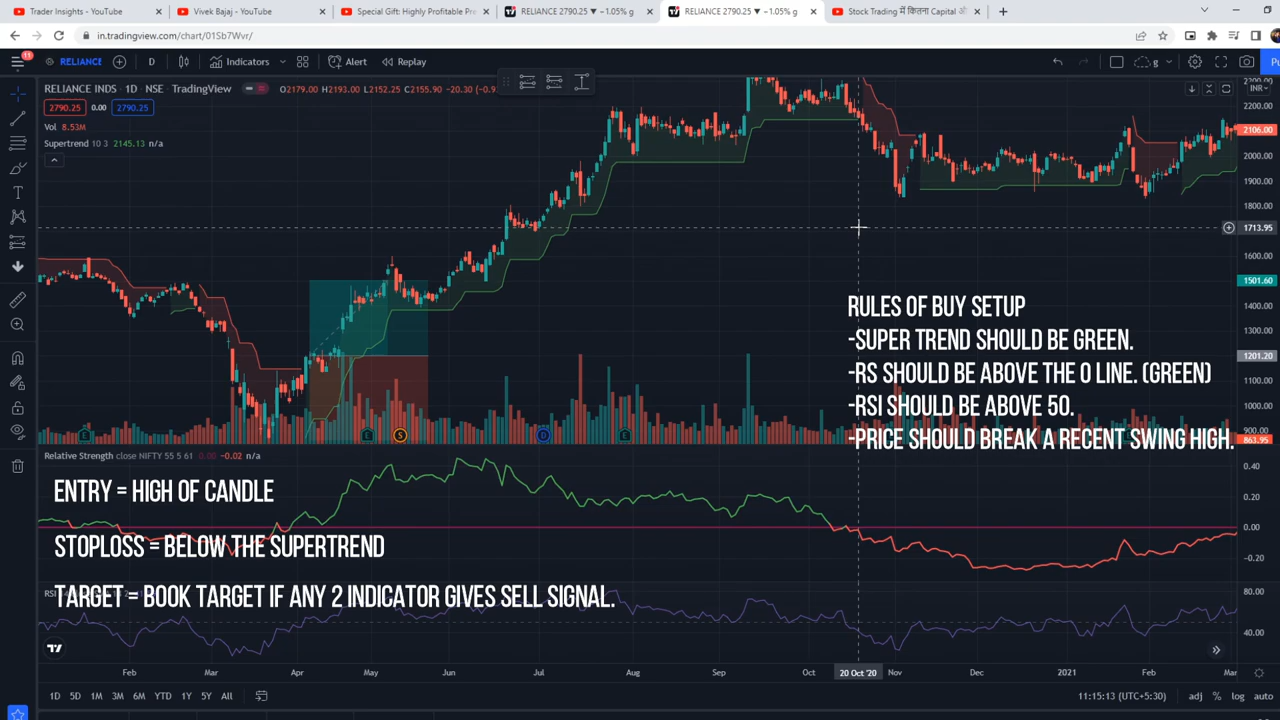 Trader Insights - YouTube
Vivek Bajaj - YouTube
Special Gift: Highly Profitable Pre
RELIANCE 2790.25 ▼ −1.05% g
RELIANCE 2790.25 ▼ −1.05% g
Stock Trading में कितना Capital औ
in.tradingview.com/chart/01Sb7Wvr/
11
RELIANCE
D
Indicators
Alert
Replay
g
Pu
RELIANCE INDS · 1D · NSE · TradingView
O2179.00 H2193.00 L2152.25 C2155.90 −20.30 (−0.9
2790.25 0.00 2790.25
Vol 8.53M
Supertrend 10 3 2145.13 n/a
INR
2200.00
2106.00
2000.00
1900.00
1800.00
1713.95
1600.00
1501.60
1400.00
1300.00
1201.20
1100.00
1000.00
900.00
863.95
RULES OF BUY SETUP
-SUPER TREND SHOULD BE GREEN.
-RS SHOULD BE ABOVE THE 0 LINE. (GREEN)
-RSI SHOULD BE ABOVE 50.
-PRICE SHOULD BREAK A RECENT SWING HIGH.
E
E
S
D
E
Relative Strength close NIFTY 55 5 61 0.00 −0.02 n/a
0.40
0.20
0.00
−0.20
ENTRY = HIGH OF CANDLE
STOPLOSS = BELOW THE SUPERTREND
TARGET = BOOK TARGET IF ANY 2 INDICATOR GIVES SELL SIGNAL.
80.00
40.00
Feb Mar Apr May Jun Jul Aug Sep Oct 20 Oct '20 Nov Dec 2021 Feb Mar
1D 5D 1M 3M 6M YTD 1Y 5Y All
11:15:13 (UTC+5:30)
adj % log auto